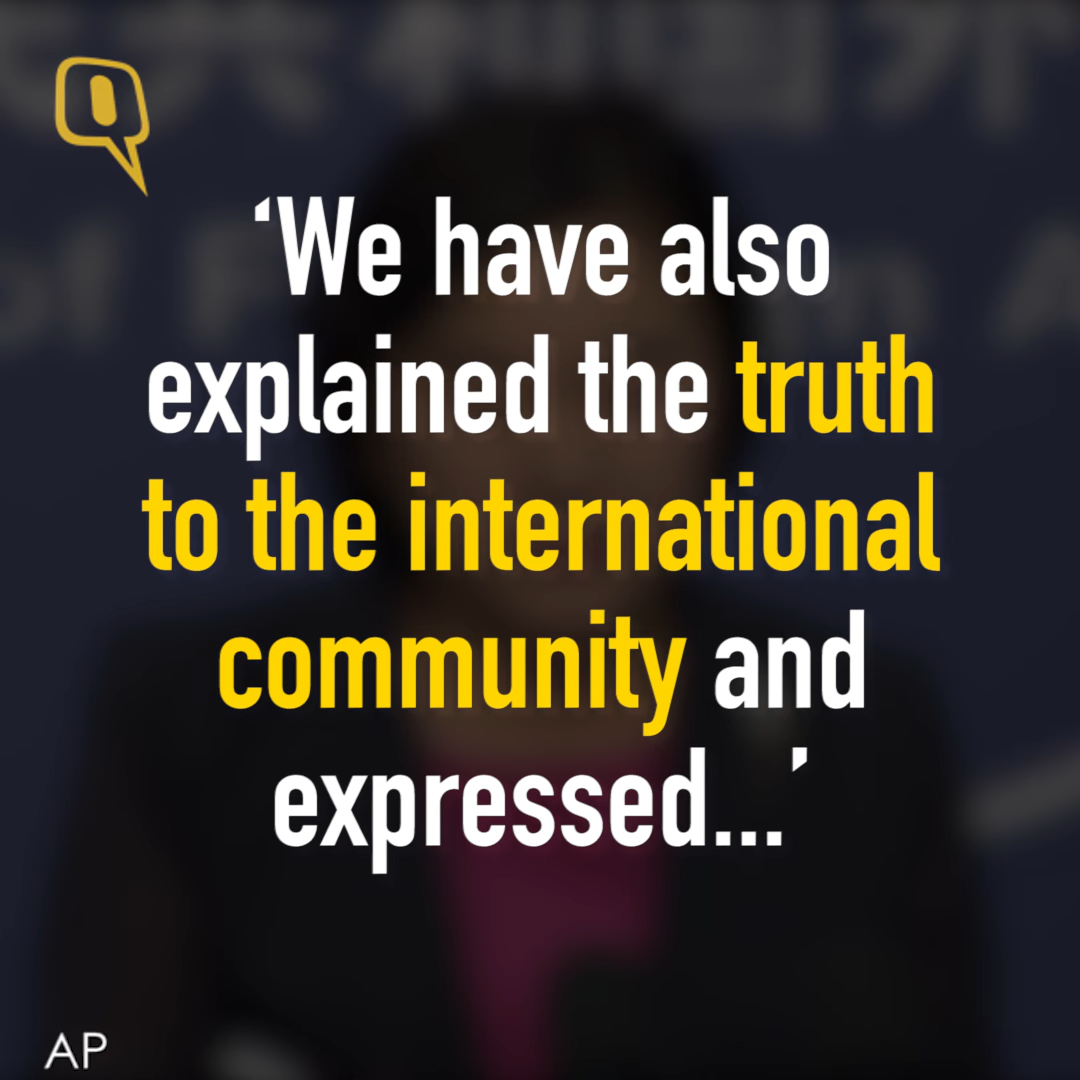 ‘We have also
explained the truth
to the international
community and
expressed...’
AP